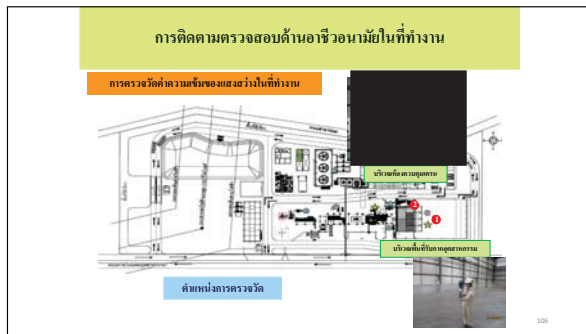 การติดตามตรวจสอบด้านอาชีวอนามัยในที่ทำงาน
การตรวจวัดค่าความเข้มของแสงสว่างในที่ทำงาน
บริเวณห้องควบคุมเครน
2
1
บริเวณพื้นที่รับกากอุตสาหกรรม
ตำแหน่งการตรวจวัด
106